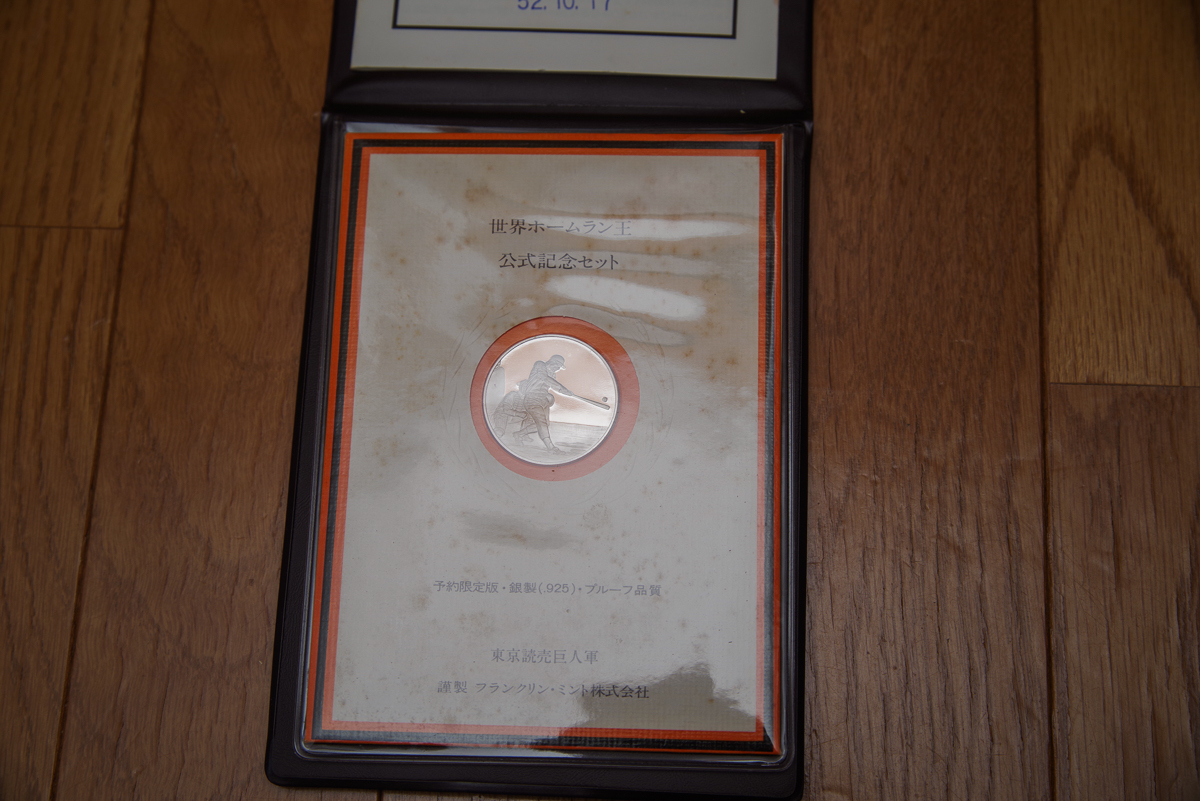 52.10.17
世界ホームラン王
公式記念セット
予約限定版・銀製(.925)・プルーフ品質
東京読売巨人軍
謹製 フランクリン・ミント株式会社